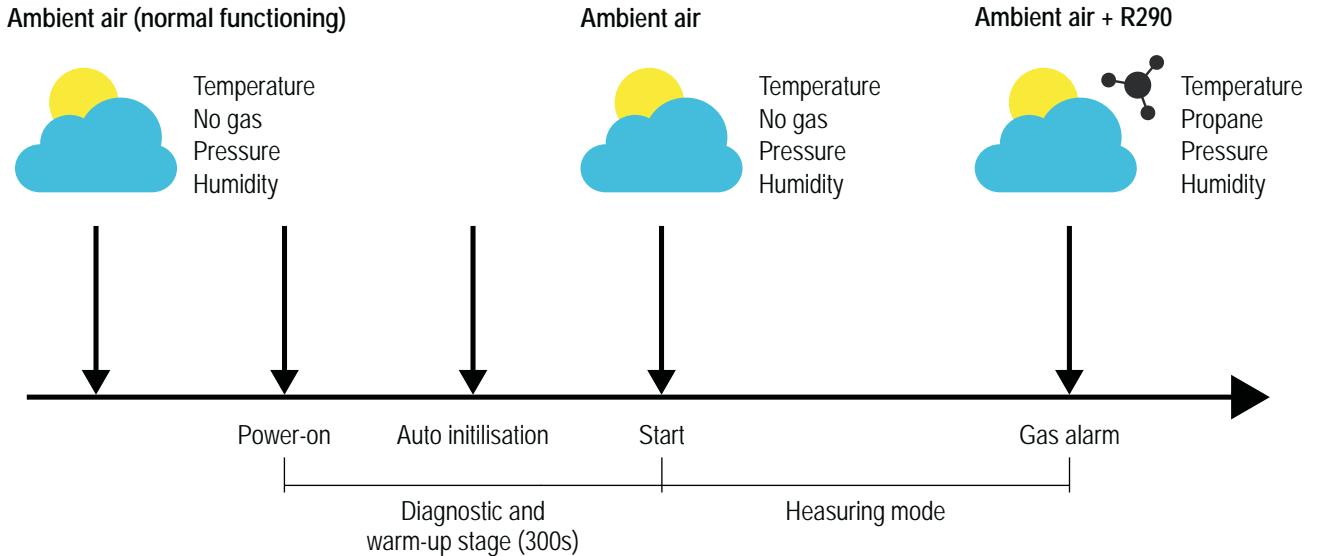 Ambient air (normal functioning)
Temperature
No gas
Pressure
Humidity
Ambient air
Temperature
No gas
Pressure
Humidity
Ambient air + R290
Temperature
Propane
Pressure
Humidity
Power-on
Auto initilisation
Start
Gas alarm
Diagnostic and
warm-up stage (300s)
Heasuring mode